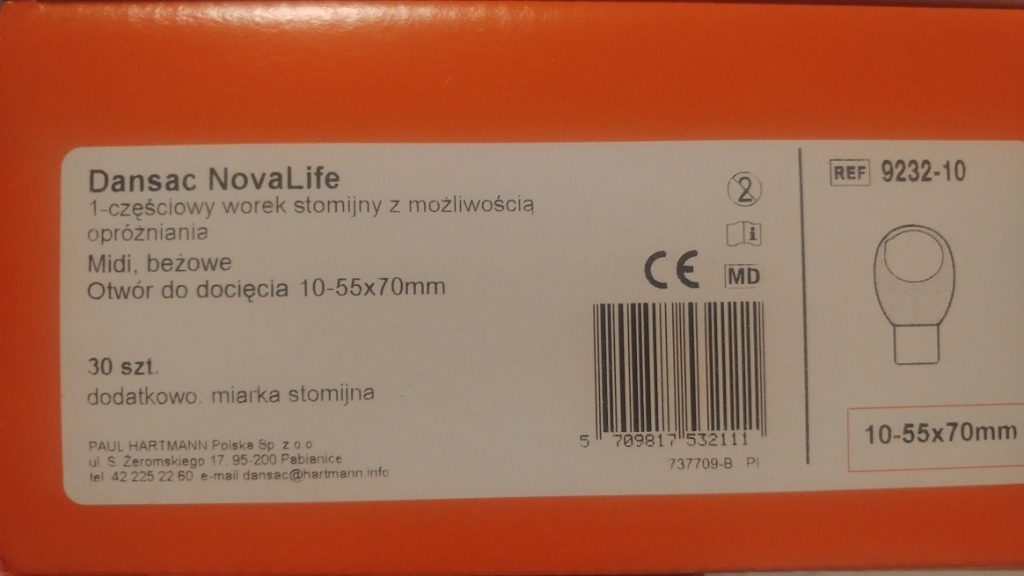 Dansac NovaLife
1-częściowy worek stomijny z możliwością
opróżniania
Midi, beżowe
Otwór do docięcia 10-55x70mm
30 szt.
dodatkowo: miarka stomijna
PAUL HARTMANN Polska Sp. z o.o.
ul. S. Żeromskiego 17, 95-200 Pabianice
tel. 42 225 22 60 e-mail dansac@hartmann.info
2
i
CE
MD
5 709817 532111
737709-B Pl
REF 9232-10
10-55x70mm